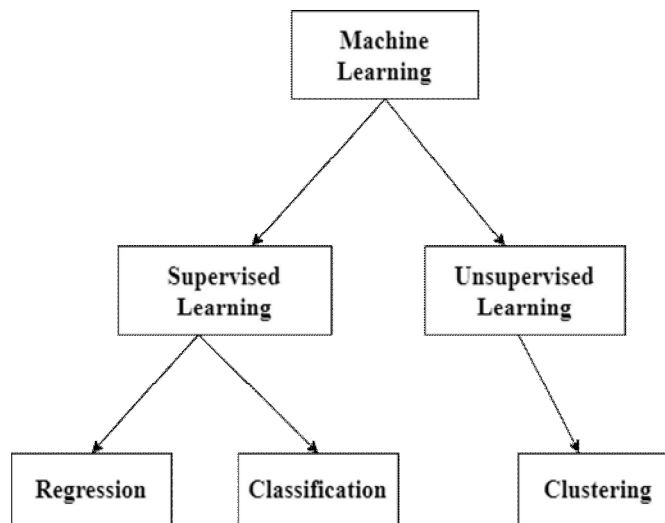 Machine
Learning
Supervised
Learning
Unsupervised
Learning
Regression
Classification
Clustering